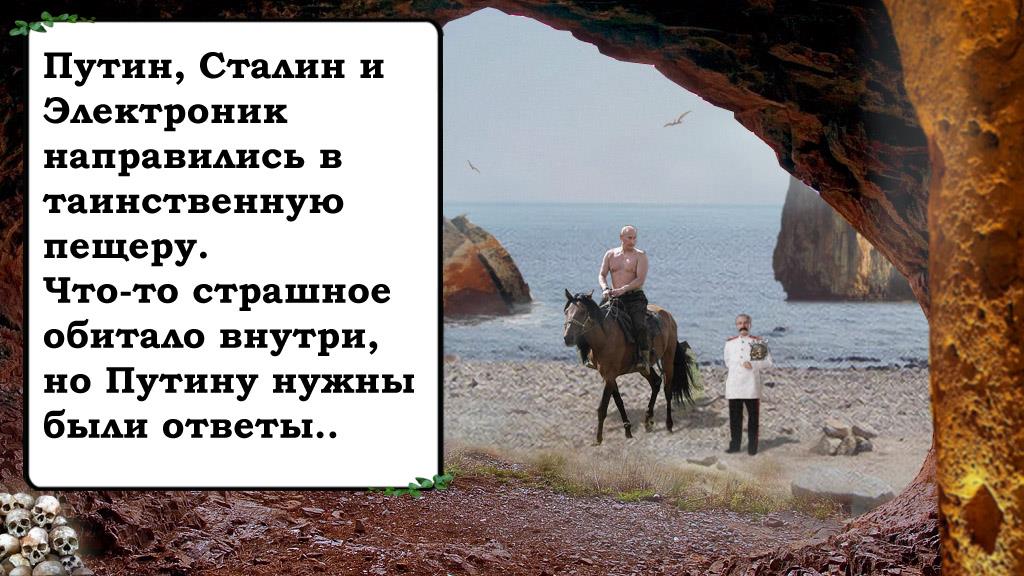 Путин, Сталин и
Электроник
направились в
таинственную
пещеру.
Что-то страшное
обитало внутри,
но Путину нужны
были ответы..